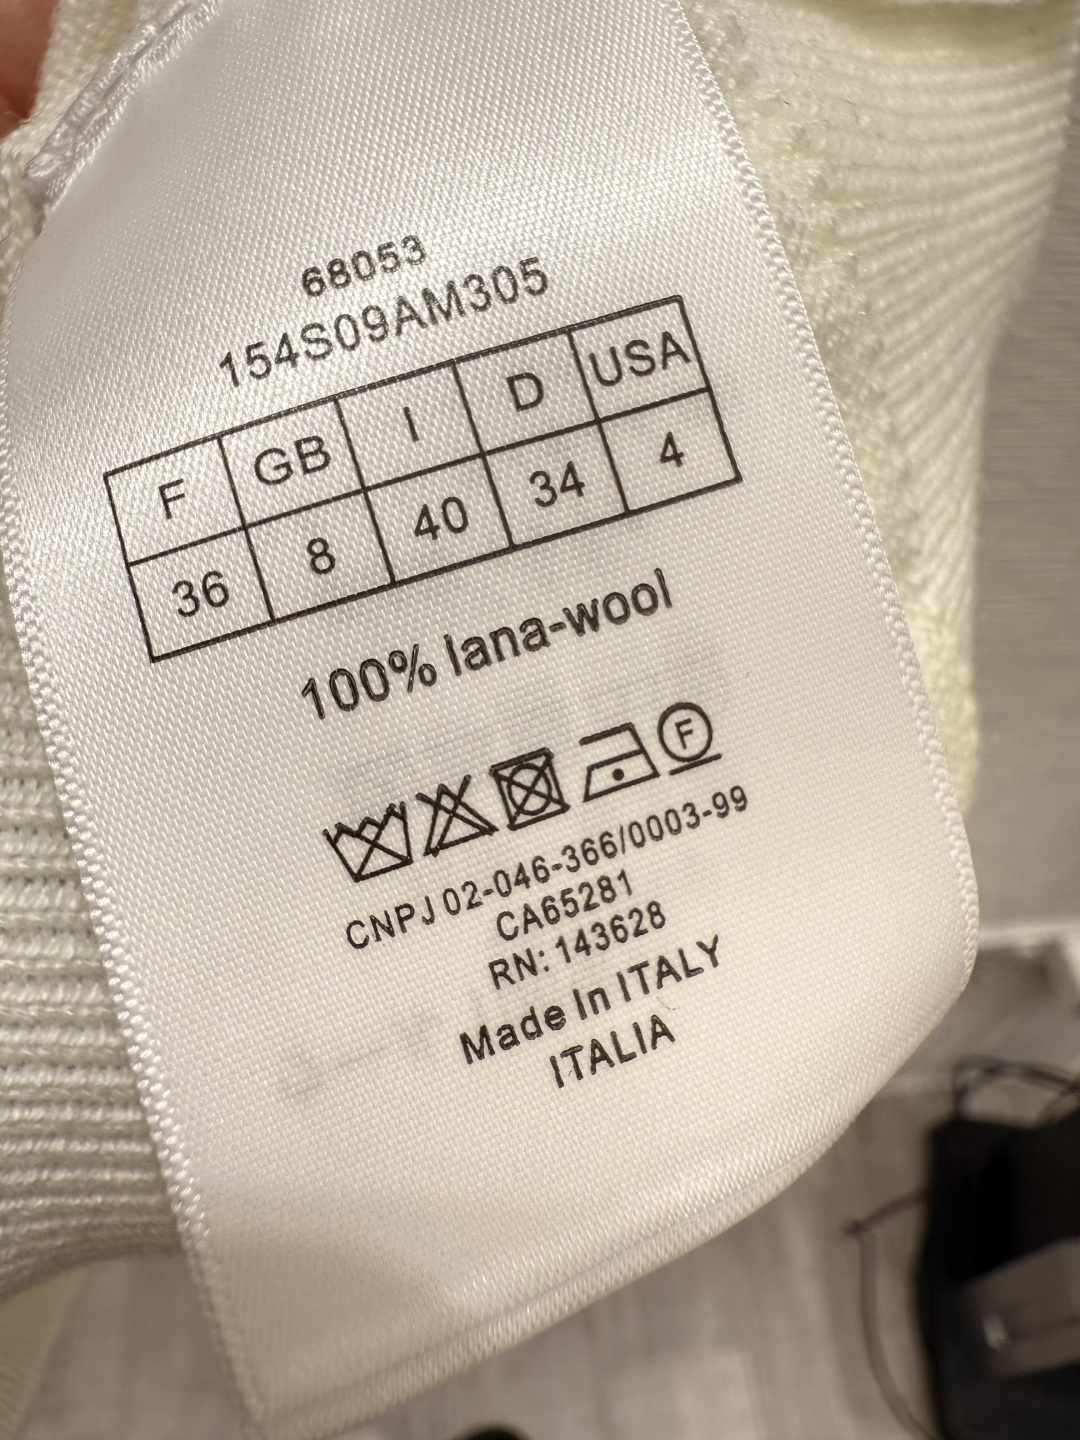 68053
154S09AM305
F GB I D USA
36 8 40 34 4
100% lana-wool
F
CNPJ 02-046-366/0003-99
CA65281
RN: 143628
Made In ITALY
ITALIA